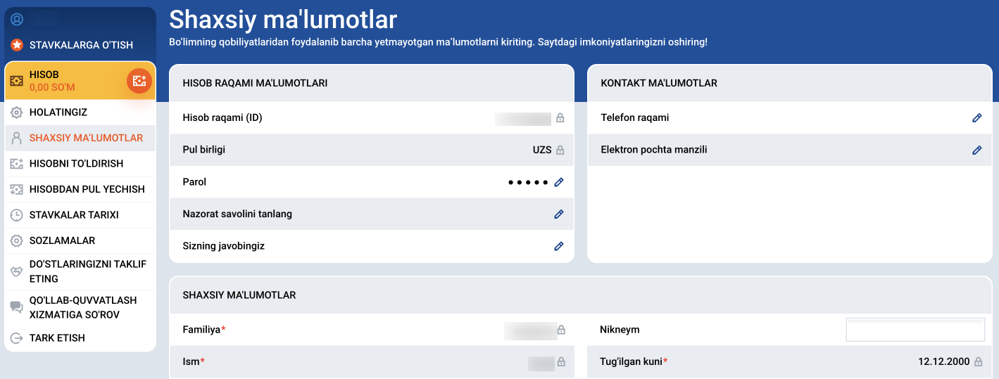 STAVKALARGA O'TISH
HISOB
0,00 SO'M
HOLATINGIZ
SHAXSIY MA'LUMOTLAR
HISOBNI TO'LDIRISH
HISOBDAN PUL YECHISH
STAVKALAR TARIXI
SOZLAMALAR
DO'STLARINGIZNI TAKLIF
ETING
QO'LLAB-QUVVATLASH
XIZMATIGA SO'ROV
TARK ETISH
Shaxsiy ma'lumotlar
Bo‘limning qobiliyatlaridan foydalanib barcha yetmayotgan ma’lumotlarni kiriting. Saytdagi imkoniyatlaringizni oshiring!
HISOB RAQAMI MA'LUMOTLARI
Hisob raqami (ID)
Pul birligi UZS
Parol •••••
Nazorat savolini tanlang
Sizning javobingiz
KONTAKT MA'LUMOTLAR
Telefon raqami
Elektron pochta manzili
SHAXSIY MA'LUMOTLAR
Familiya*
Nikneym
Ism*
Tug'ilgan kuni* 12.12.2000